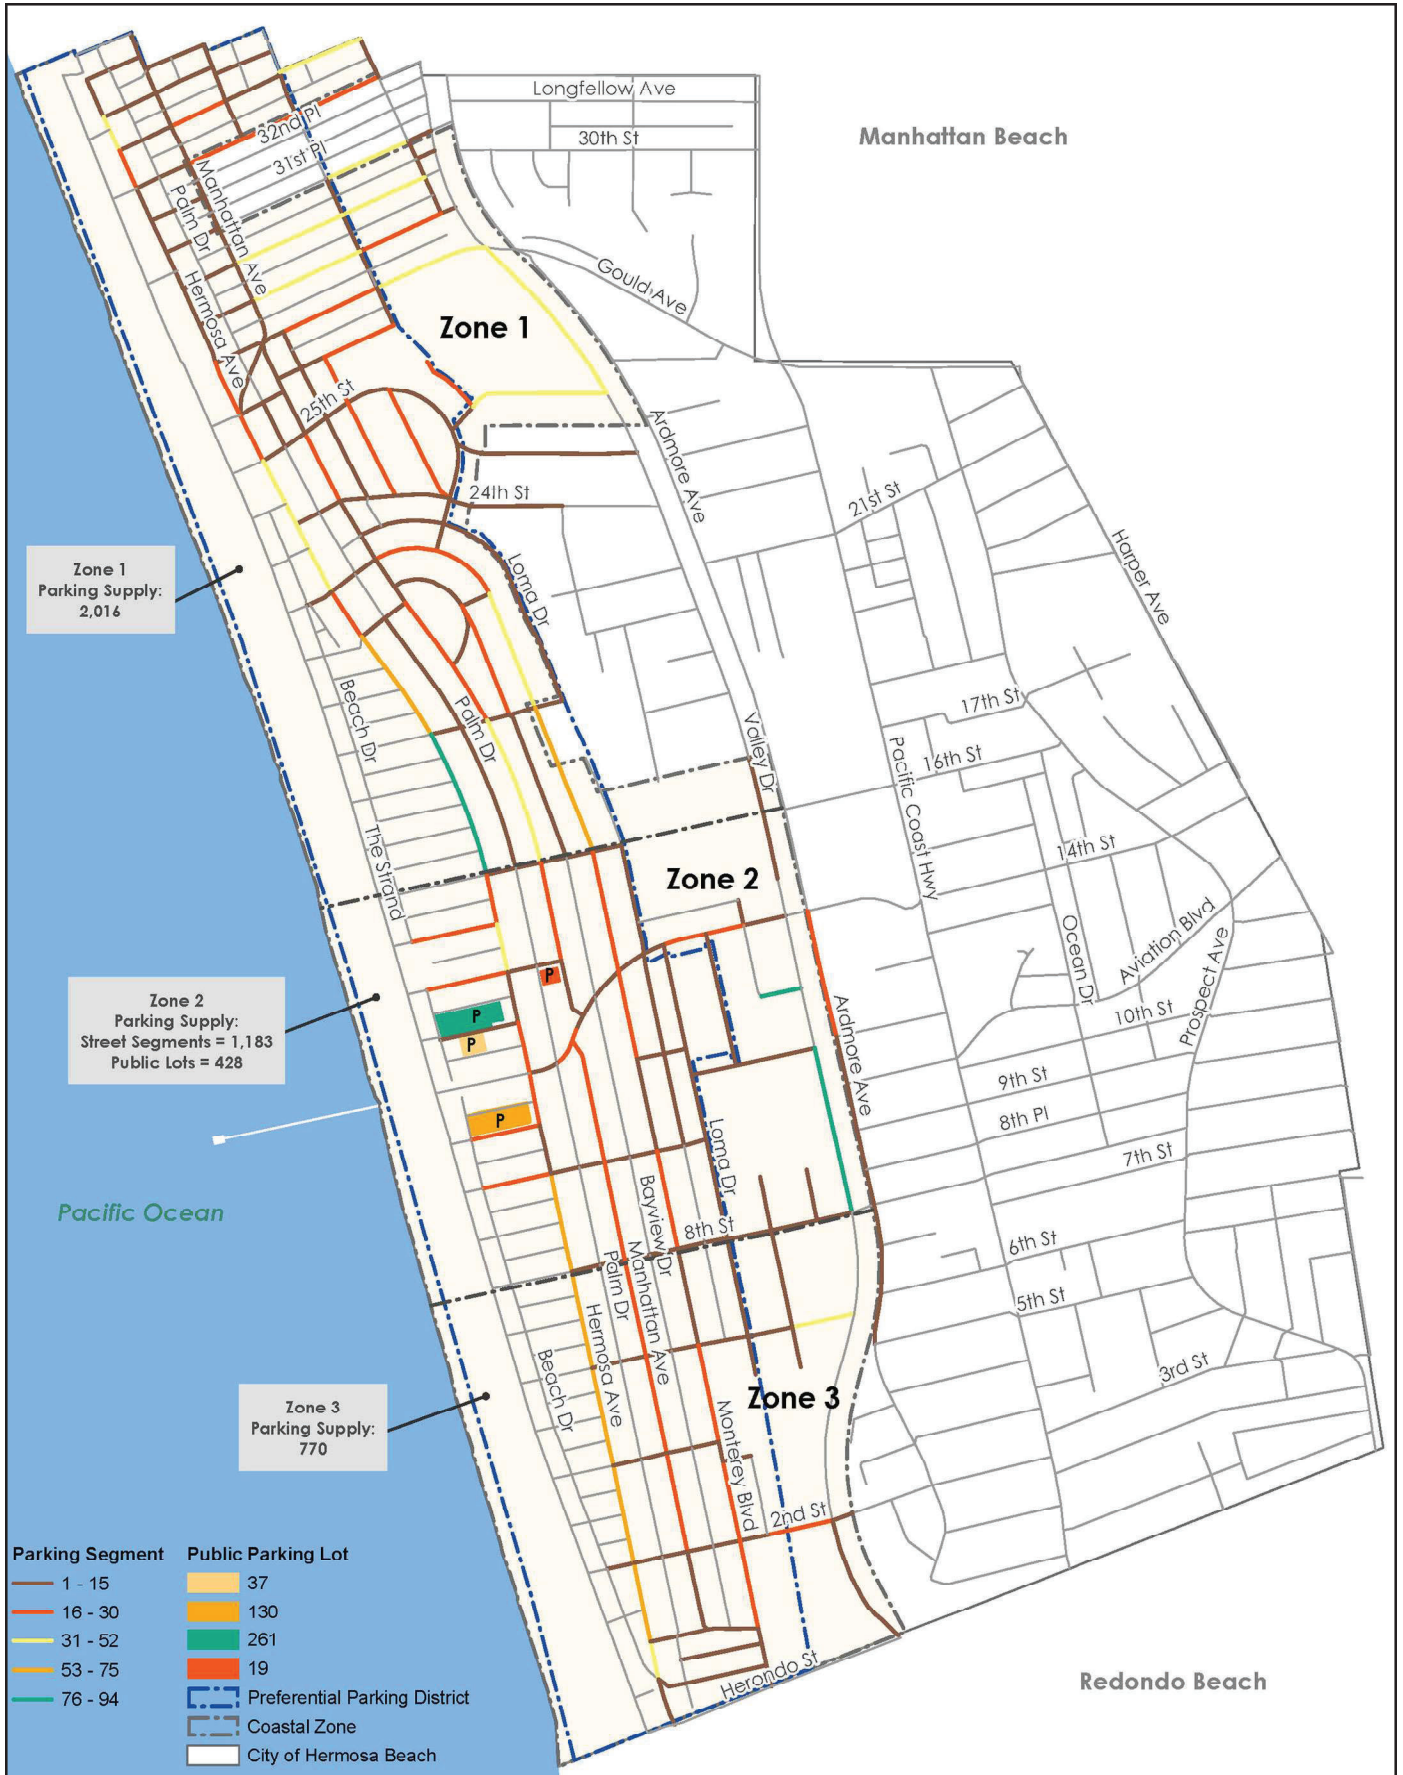 Longfellow Ave
30th St
Manhattan Beach
32nd Pl
31st Pl
Manhattan Ave
Palm Dr
Hermosa Ave
Gould Ave
Zone 1
25th St
Ardmore Ave
24th St
21st St
Harper Ave
Zone 1
Parking Supply:
2,016
Loma Dr
Beach Dr
Palm Dr
Valley Dr
17th St
16th St
Pacific Coast Hwy
14th St
The Strand
Zone 2
Ocean Dr
Aviation Blvd
Prospect Ave
P
P
P
P
Zone 2
Parking Supply:
Street Segments = 1,183
Public Lots = 428
Ardmore Ave
10th St
9th St
8th Pl
7th St
Loma Dr
Pacific Ocean
Bayview Dr
8th St
6th St
5th St
Palm Dr
Manhattan Ave
Hermosa Ave
Beach Dr
3rd St
Zone 3
Zone 3
Parking Supply:
770
Monterey Blvd
2nd St
Herondo St
Redondo Beach
Parking Segment
1 - 15
16 - 30
31 - 52
53 - 75
76 - 94
Public Parking Lot
37
130
261
19
Preferential Parking District
Coastal Zone
City of Hermosa Beach